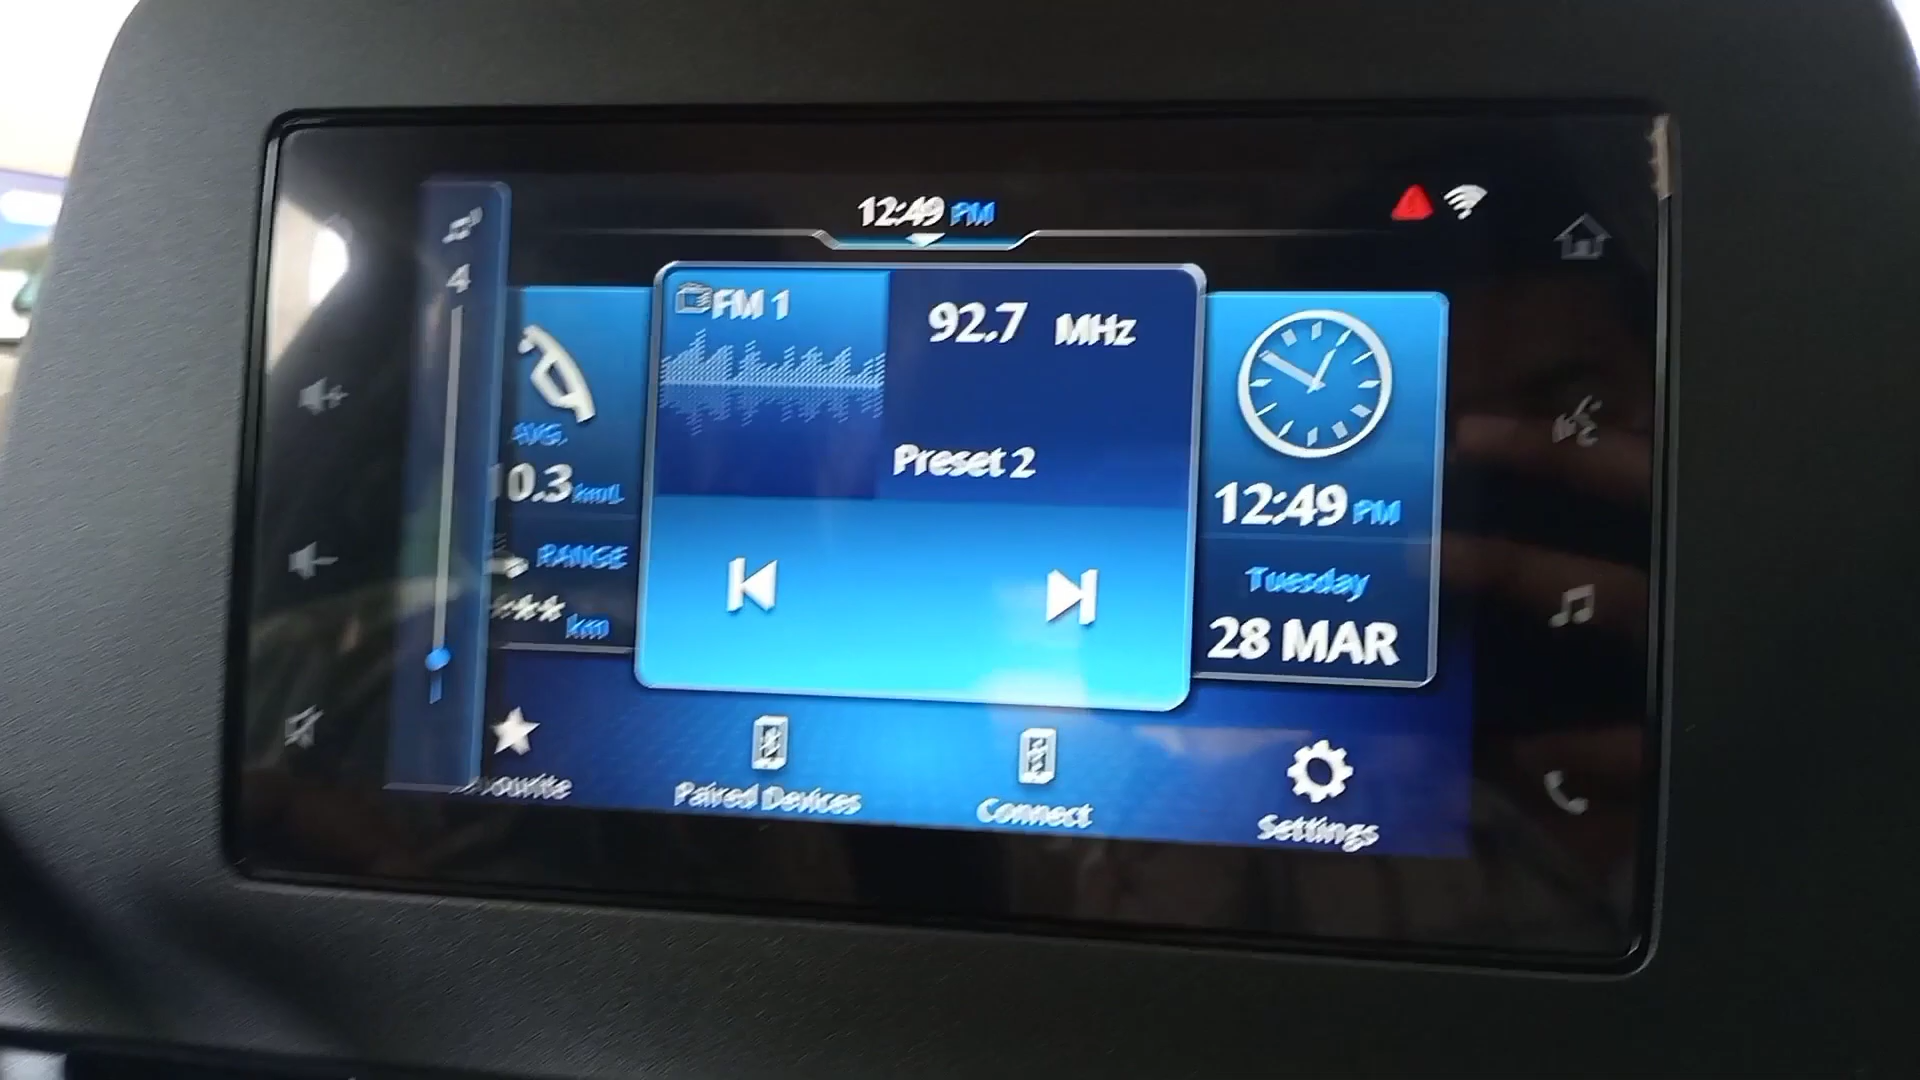 12:49 PM
4
FM 1
92.7 MHz
Preset 2
AVG.
10.3 km/L
RANGE
*** km
12:49 PM
Tuesday
28 MAR
Paired Devices
Connect
Settings